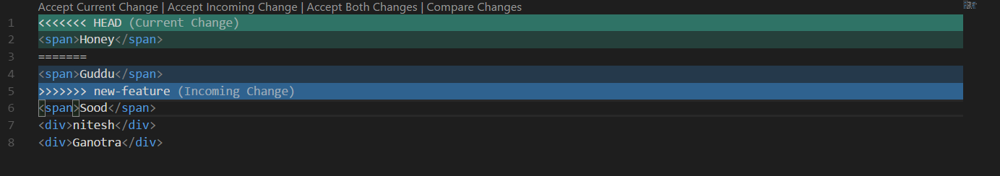 Accept Current Change | Accept Incoming Change | Accept Both Changes | Compare Changes
1 <<<<<<< HEAD (Current Change)
2 <span>Honey</span>
3 =======
4 <span>Guddu</span>
5 >>>>>>> new-feature (Incoming Change)
6 <span>Sood</span>
7 <div>nitesh</div>
8 <div>Ganotra</div>